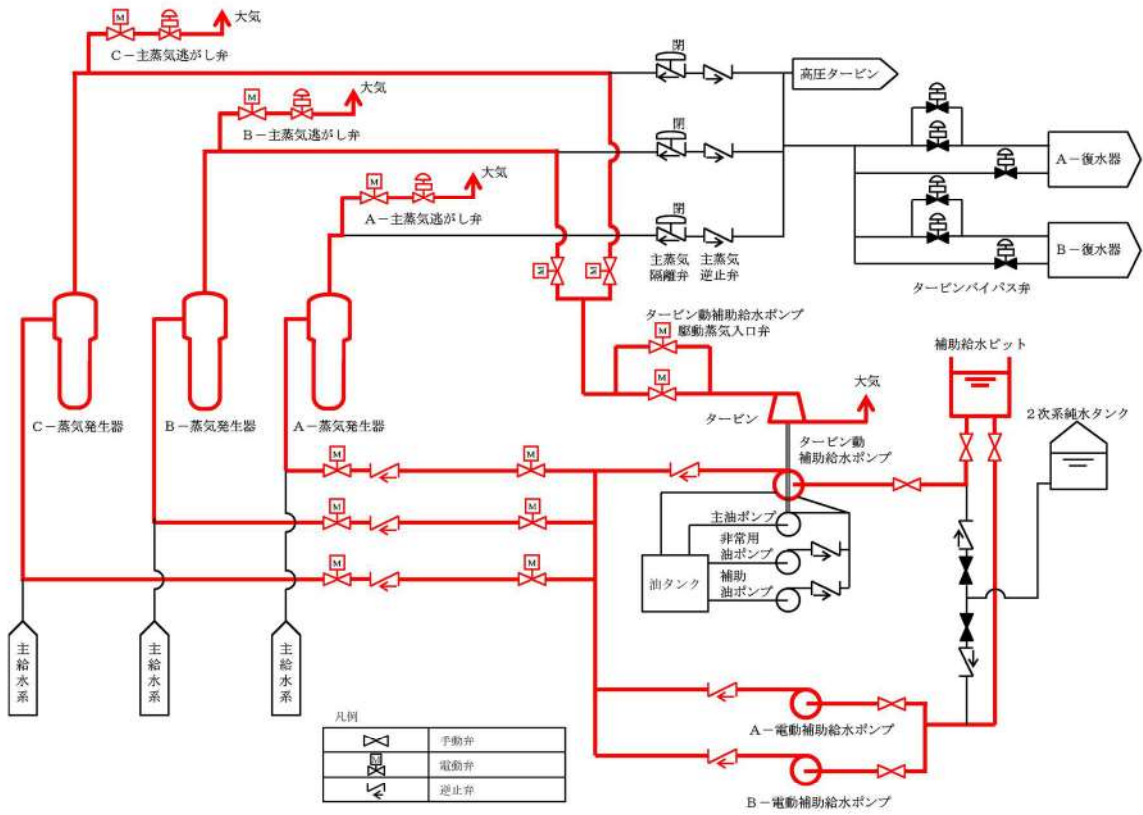 大気
M
C－主蒸気逃がし弁
閉
高圧タービン
大気
M
B－主蒸気逃がし弁
閉
A－復水器
大気
M
A－主蒸気逃がし弁
閉
B－復水器
主蒸気
隔離弁
主蒸気
逆止弁
タービンバイパス弁
M
M
タービン動補助給水ポンプ
駆動蒸気入口弁
M
M
補助給水ピット
大気
2次系純水タンク
C－蒸気発生器
B－蒸気発生器
A－蒸気発生器
タービン
タービン動
補助給水ポンプ
M
M
主油ポンプ
M
M
非常用
油ポンプ
M
M
補助
油ポンプ
油タンク
主給水系
主給水系
主給水系
A－電動補助給水ポンプ
B－電動補助給水ポンプ
凡例
手動弁
M
電動弁
逆止弁